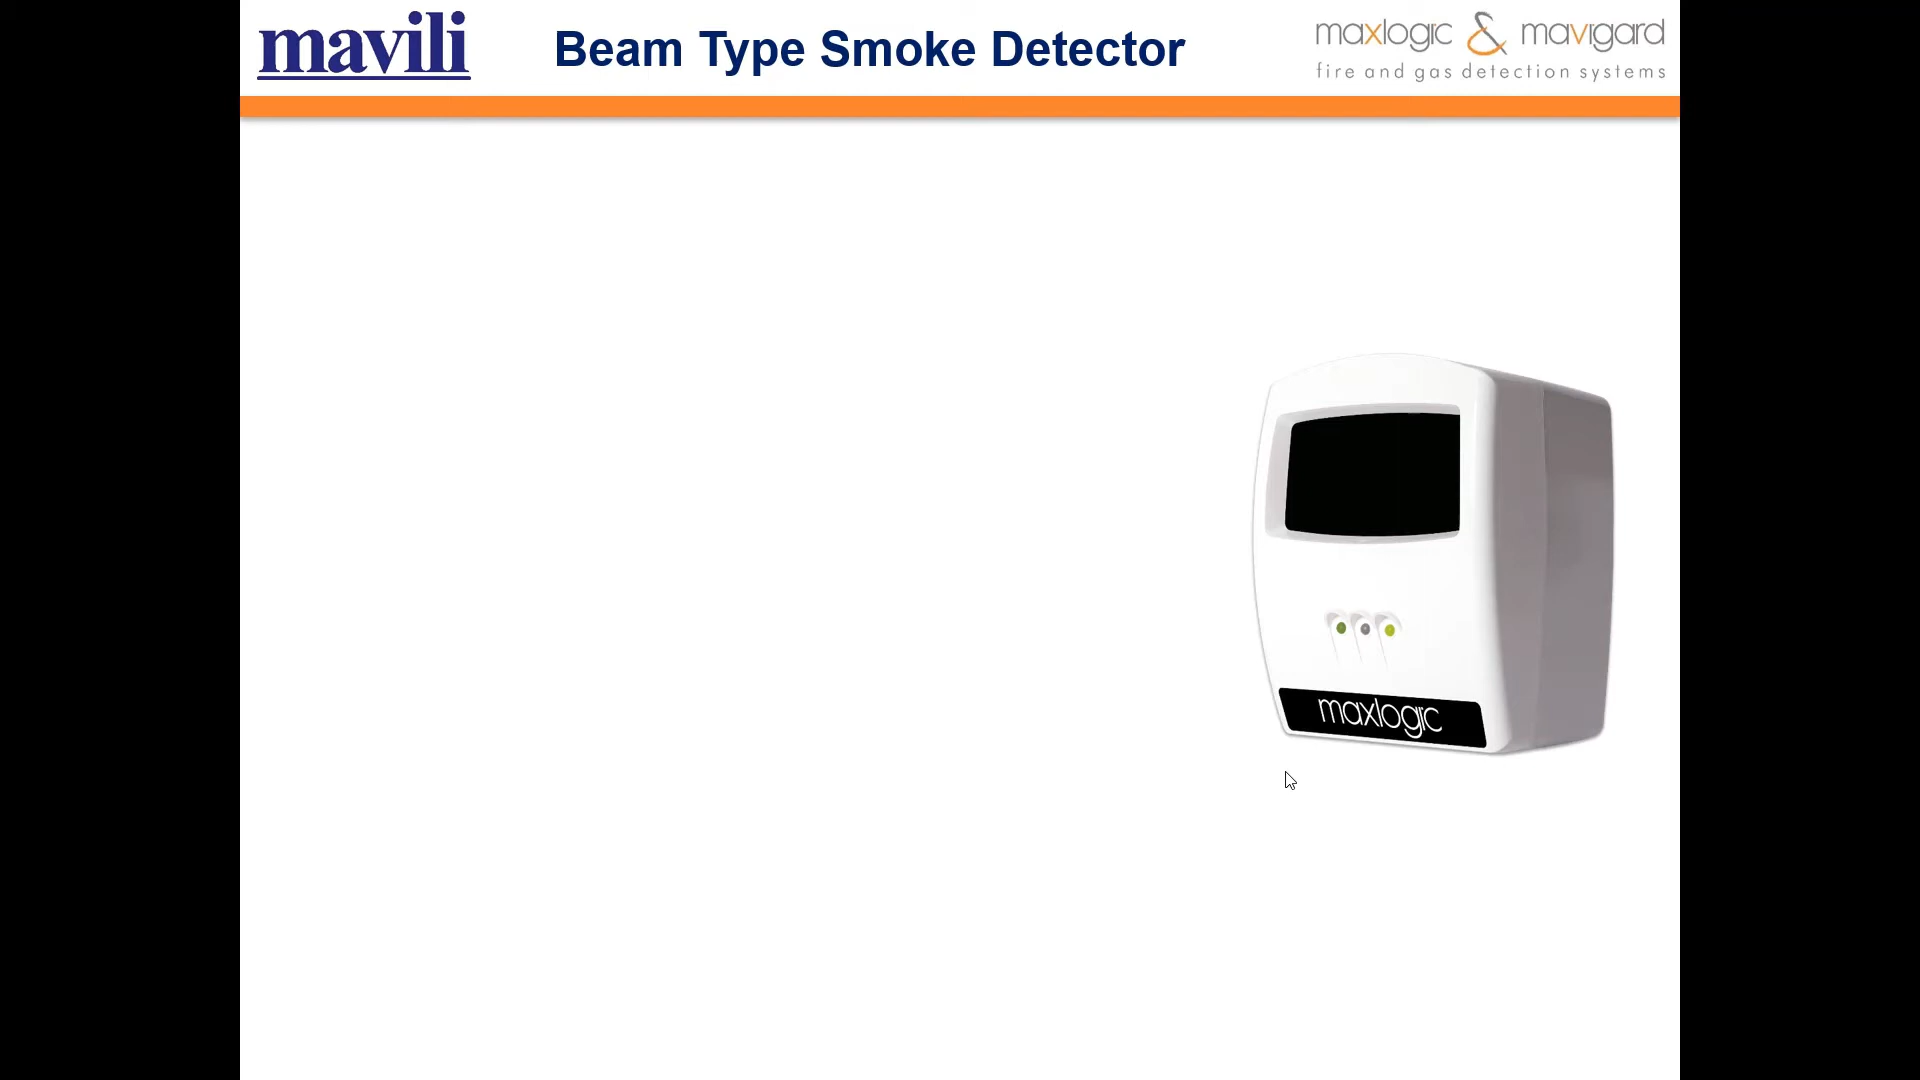 mavili
Beam Type Smoke Detector
maxlogic & mavigard
fire and gas detection systems
maxlogic